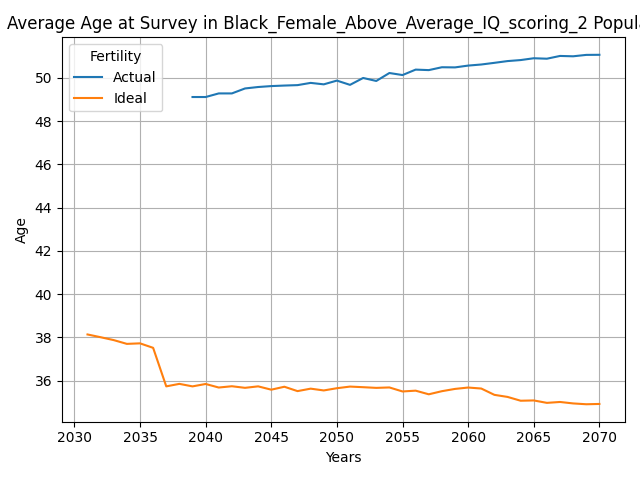 Average Age at Survey in Black_Female_Above_Average_IQ_scoring_2 Popul
Fertility
Actual
Ideal
50
48
46
44
42
40
38
36
Age
2030 2035 2040 2045 2050 2055 2060 2065 2070
Years